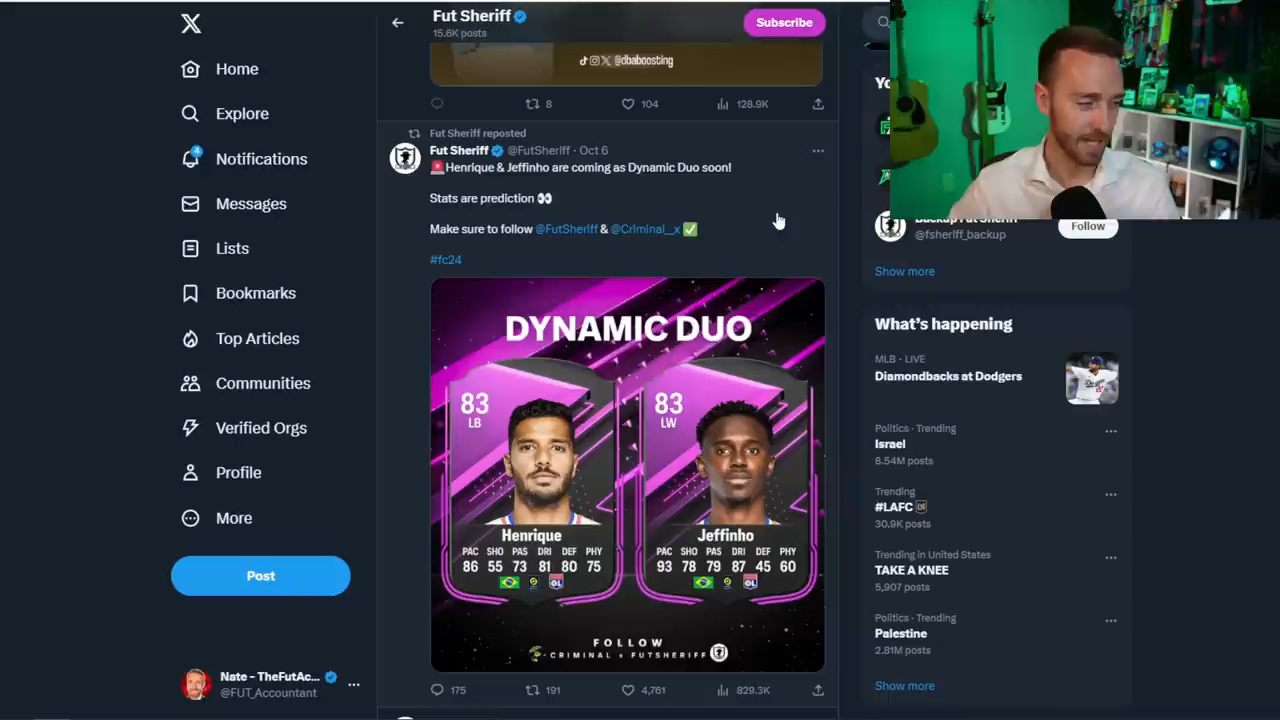 Home
Explore
4
Notifications
Messages
Lists
Bookmarks
Top Articles
Communities
Verified Orgs
Profile
More
Post
Nate - TheFutAc...
@FUT_Accountant
Fut Sheriff
15.6K posts
Subscribe
@dbaboosting
8
104
128.9K
Fut Sheriff reposted
Fut Sheriff @FutSheriff · Oct 6
🚨Henrique & Jeffinho are coming as Dynamic Duo soon!
Stats are prediction 👀
Make sure to follow @FutSheriff & @Criminal__x ✅
#fc24
DYNAMIC DUO
83
LB
83
LW
Henrique
Jeffinho
PAC SHO PAS DRI DEF PHY
86 55 73 81 80 75
PAC SHO PAS DRI DEF PHY
93 78 79 87 45 60
FOLLOW
CRIMINAL x FUTSHERIFF
175
191
4,761
829.3K
Yo
@fsheriff_backup
Follow
Show more
What's happening
MLB · LIVE
Diamondbacks at Dodgers
Politics · Trending
Israel
6.54M posts
Trending
#LAFC
30.9K posts
Trending in United States
TAKE A KNEE
5,907 posts
Politics · Trending
Palestine
2.81M posts
Show more